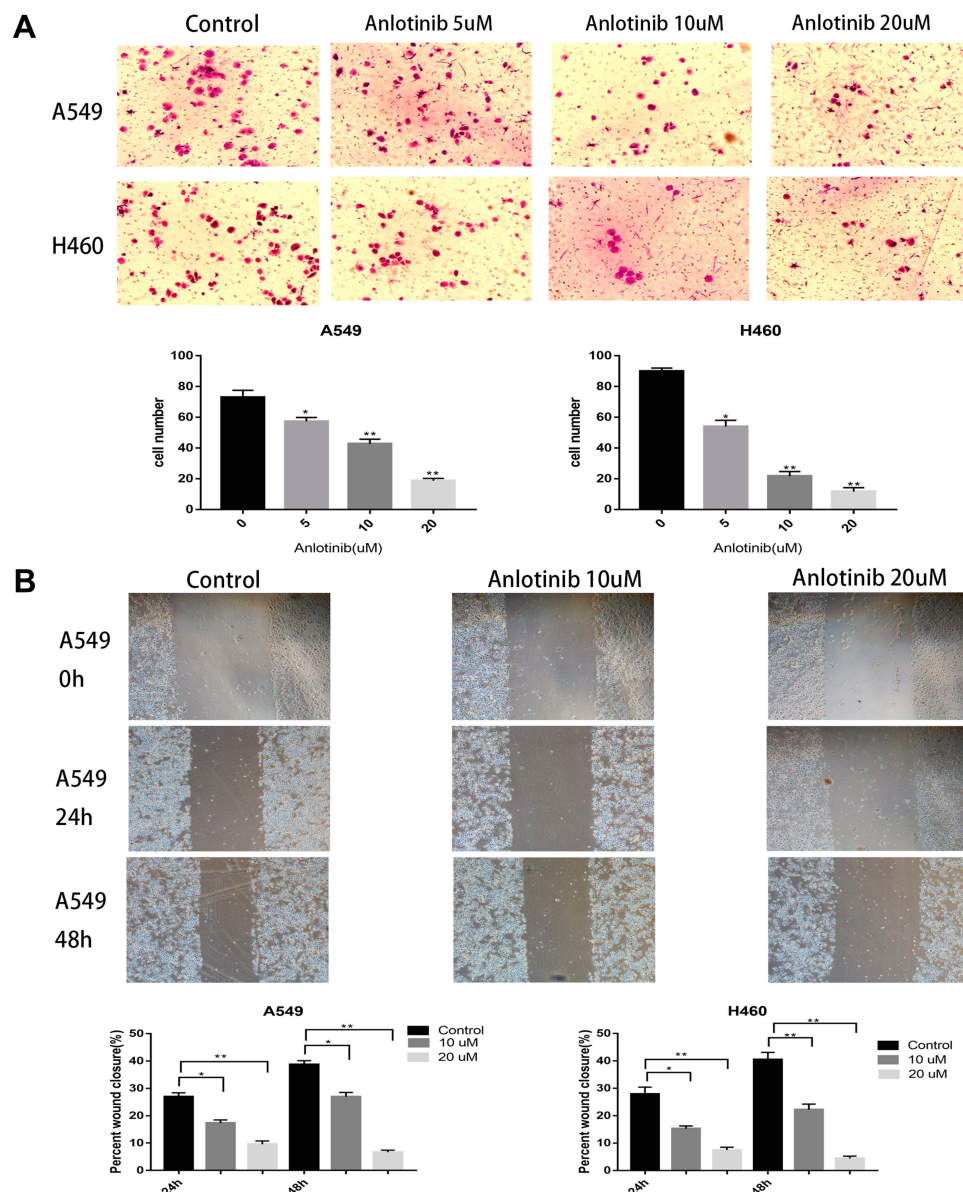 A
Control
Anlotinib 5uM
Anlotinib 10uM
Anlotinib 20uM
A549
H460
A549
cell number
100
80
60
40
20
0
*
**
**
0
5
10
20
Anlotinib(uM)
H460
cell number
100
80
60
40
20
0
*
**
**
0
5
10
20
Anlotinib(uM)
B
Control
Anlotinib 10uM
Anlotinib 20uM
A549
0h
A549
24h
A549
48h
A549
Percent wound closure(%)
50
40
30
20
10
0
**
*
**
*
Control
10 uM
20 uM
24h
48h
H460
Percent wound closure(%)
50
40
30
20
10
0
**
*
**
**
Control
10 uM
20 uM
24h
48h